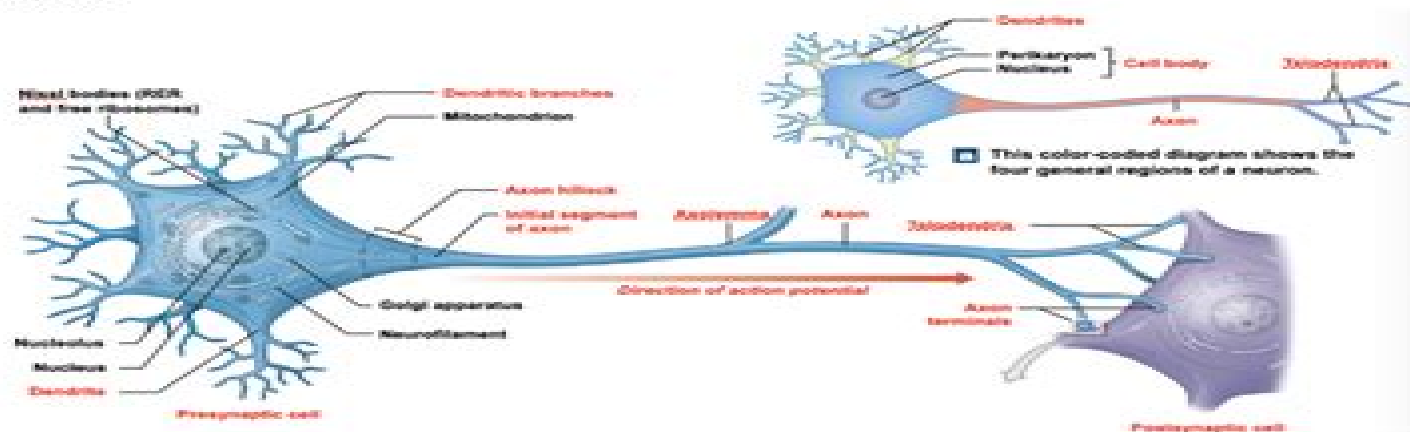 Dendrites
Perikaryon
Nucleus
Cell body
Telodendria
Axon
This color-coded diagram shows the
four general regions of a neuron.
Nissl bodies (RER
and free ribosomes)
Dendritic branches
Mitochondrion
Axon hillock
Initial segment
of axon
Axolemma
Axon
Telodendria
Direction of action potential
Golgi apparatus
Neurofilament
Axon
terminals
Nucleolus
Nucleus
Dendrite
Presynaptic cell
Postsynaptic cell